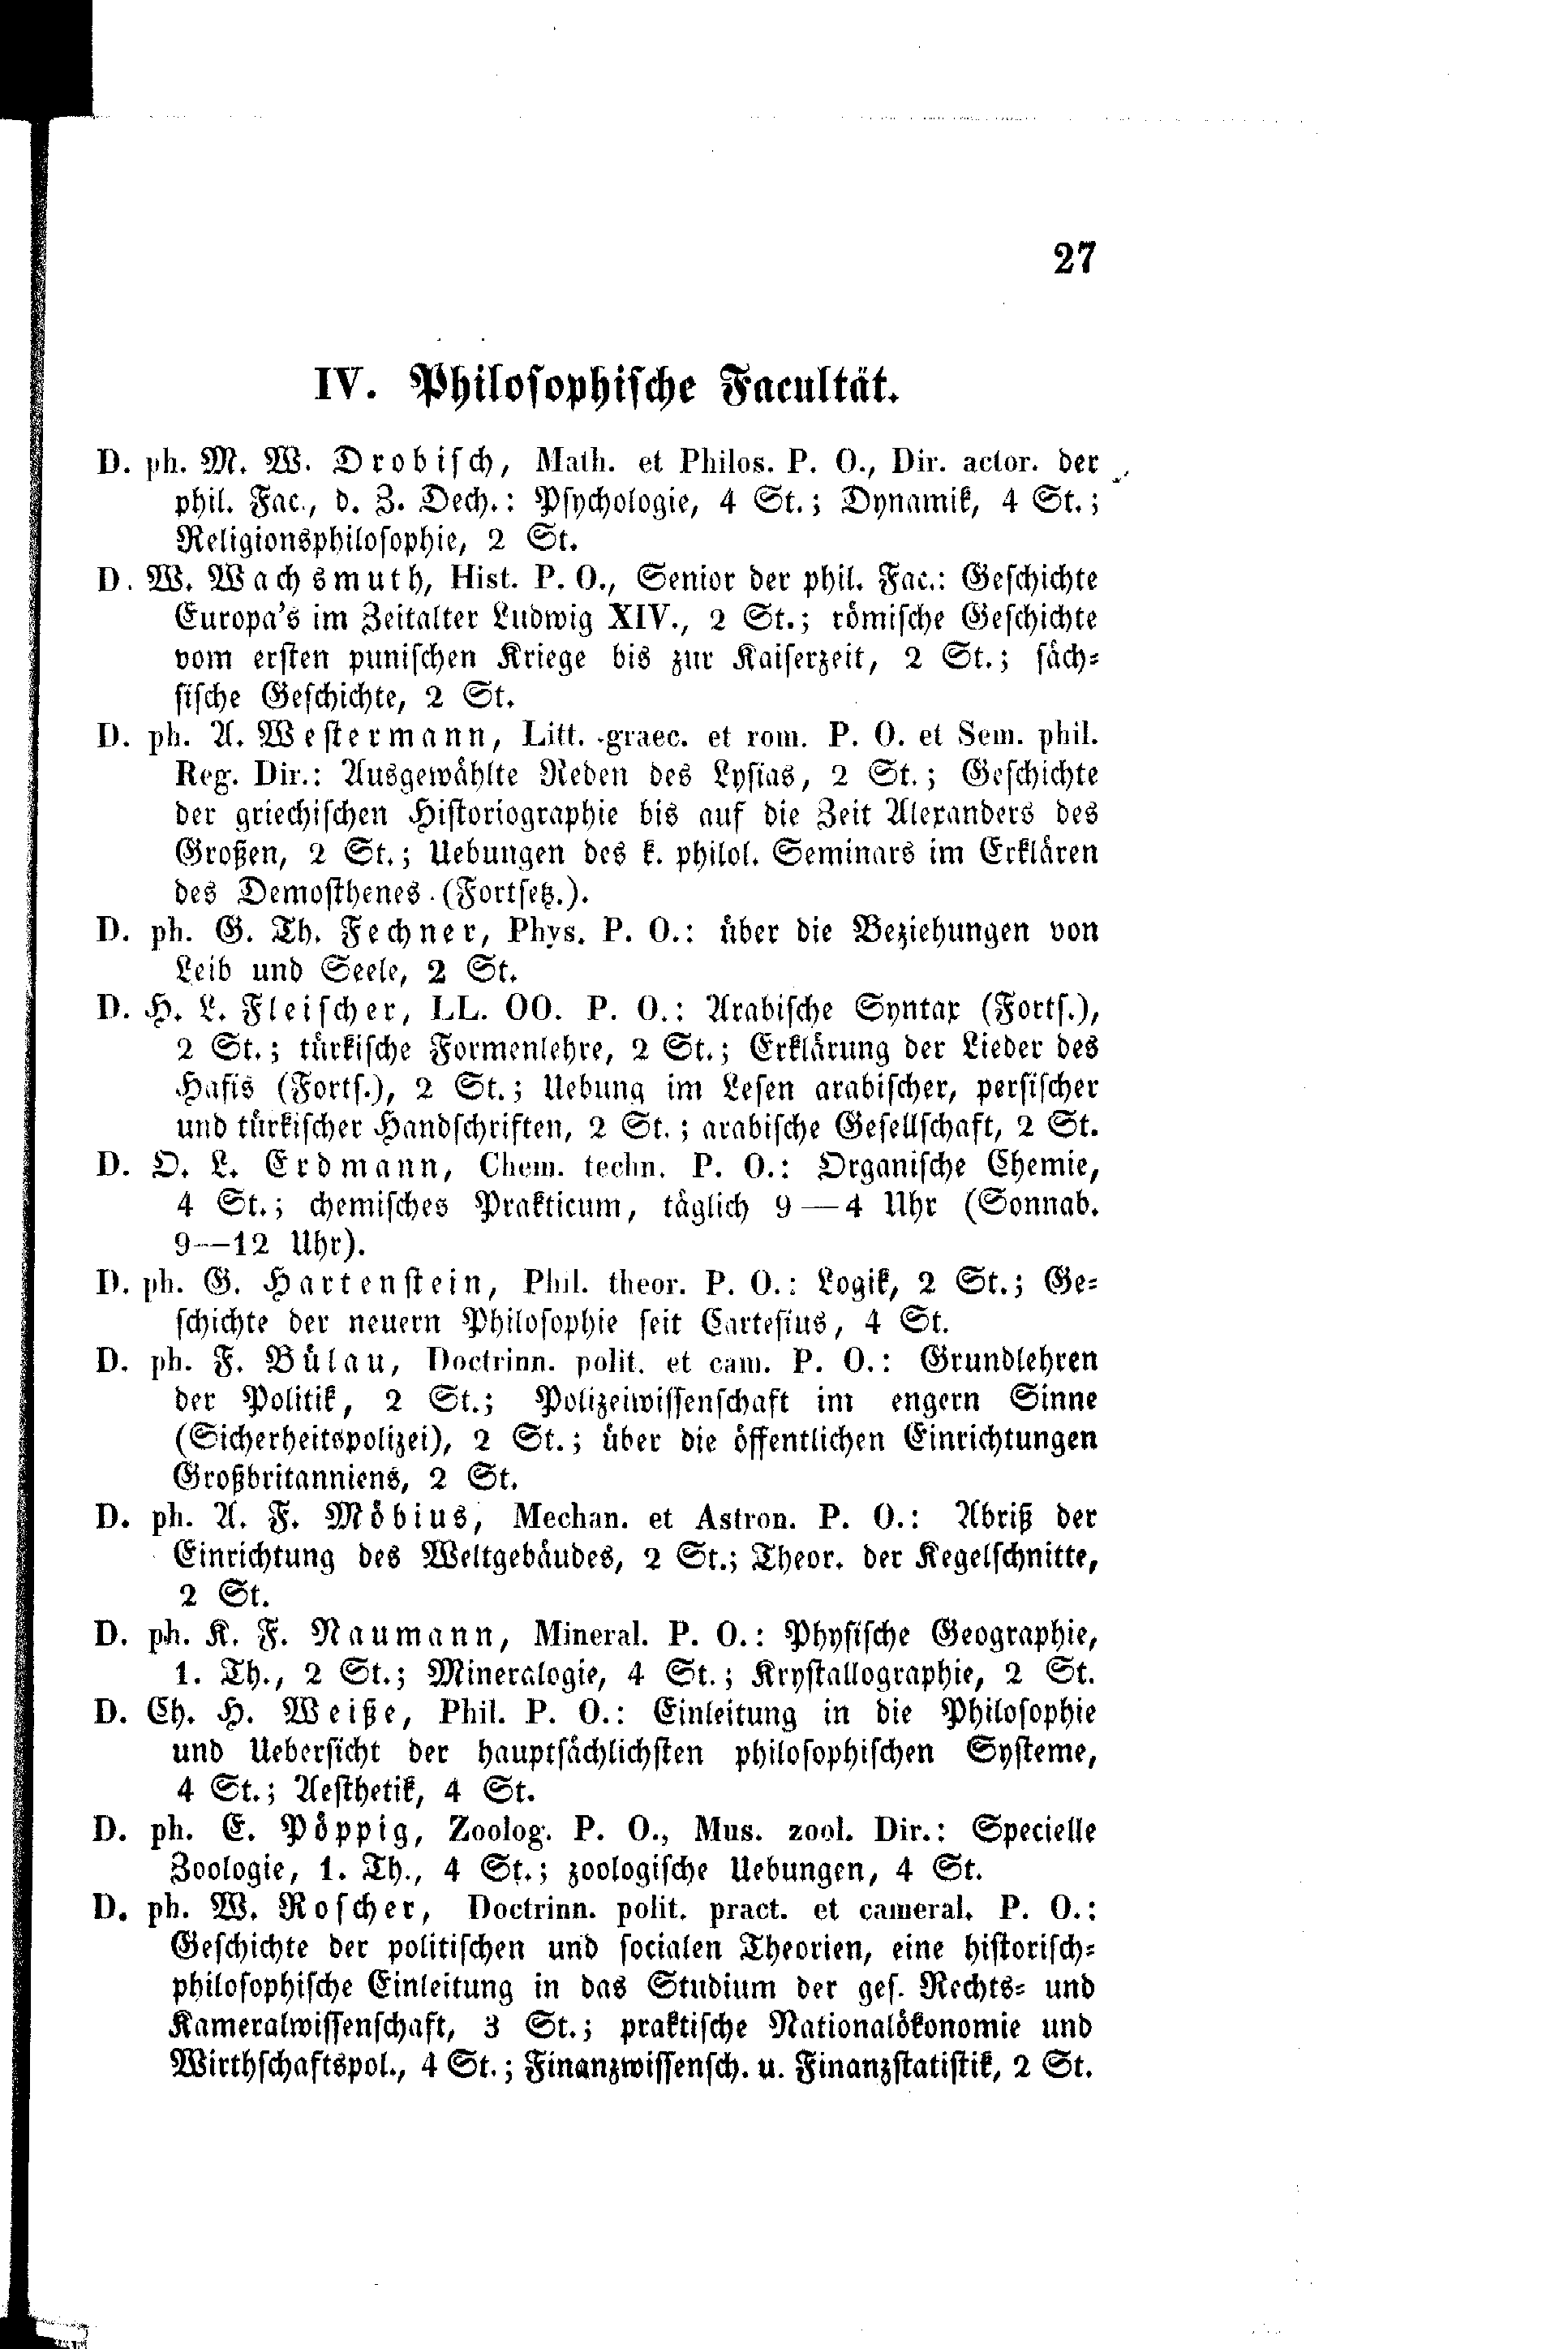 27
IV. Philosophische Facultät.
D. ph. M. W. Drobisch, Math. et Philos. P. O., Dir. actor. der
phil. Fac., d. Z. Dech.: Psychologie, 4 St.; Dynamik, 4 St.;
Religionsphilosophie, 2 St.
D. W. Wachsmuth, Hist. P. O., Senior der phil. Fac.: Geschichte
Europa's im Zeitalter Ludwig XIV., 2 St.; römische Geschichte
vom ersten punischen Kriege bis zur Kaiserzeit, 2 St.; säch-
sische Geschichte, 2 St.
D. ph. A. Westermann, Litt. graec. et rom. P. O. et Sem. phil.
Reg. Dir.: Ausgewählte Reden des Lysias, 2 St.; Geschichte
der griechischen Historiographie bis auf die Zeit Alexanders des
Großen, 2 St.; Uebungen des k. philol. Seminars im Erklären
des Demosthenes (Fortsetz.).
D. ph. G. Th. Fechner, Phys. P. O.: über die Beziehungen von
Leib und Seele, 2 St.
D. H. L. Fleischer, LL. OO. P. O.: Arabische Syntax (Forts.),
2 St.; türkische Formenlehre, 2 St.; Erklärung der Lieder des
Hafis (Forts.), 2 St.; Uebung im Lesen arabischer, persischer
und türkischer Handschriften, 2 St.; arabische Gesellschaft, 2 St.
D. O. L. Erdmann, Chem. techn. P. O.: Organische Chemie,
4 St.; chemisches Prakticum, täglich 9—4 Uhr (Sonnab.
9—12 Uhr).
D. ph. G. Hartenstein, Phil. theor. P. O.: Logik, 2 St.; Ge-
schichte der neuern Philosophie seit Cartesius, 4 St.
D. ph. F. Bülau, Doctrinn. polit. et cam. P. O.: Grundlehren
der Politik, 2 St.; Polizeiwissenschaft im engern Sinne
(Sicherheitspolizei), 2 St.; über die öffentlichen Einrichtungen
Großbritanniens, 2 St.
D. ph. A. F. Möbius, Mechan. et Astron. P. O.: Abriß der
Einrichtung des Weltgebäudes, 2 St.; Theor. der Kegelschnitte,
2 St.
D. ph. K. F. Naumann, Mineral. P. O.: Physische Geographie,
1. Th., 2 St.; Mineralogie, 4 St.; Krystallographie, 2 St.
D. Ch. H. Weiße, Phil. P. O.: Einleitung in die Philosophie
und Uebersicht der hauptsächlichsten philosophischen Systeme,
4 St.; Aesthetik, 4 St.
D. ph. E. Pöppig, Zoolog. P. O., Mus. zool. Dir.: Specielle
Zoologie, 1. Th., 4 St.; zoologische Uebungen, 4 St.
D. ph. W. Roscher, Doctrinn. polit. pract. et cameral. P. O.:
Geschichte der politischen und socialen Theorien, eine historisch-
philosophische Einleitung in das Studium der ges. Rechts- und
Kameralwissenschaft, 3 St.; praktische Nationalökonomie und
Wirthschaftspol., 4 St.; Finanzwissensch. u. Finanzstatistik, 2 St.